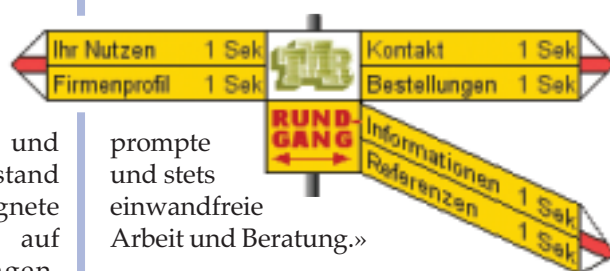 Ihr Nutzen 1 Sek
Firmenprofil 1 Sek
Kontakt 1 Sek
Bestellungen 1 Sek
RUND-
GANG
Informationen 1 Sek
Referenzen 1 Sek
und
stand
gnete
auf
prompte
und stets
einwandfreie
Arbeit und Beratung.»